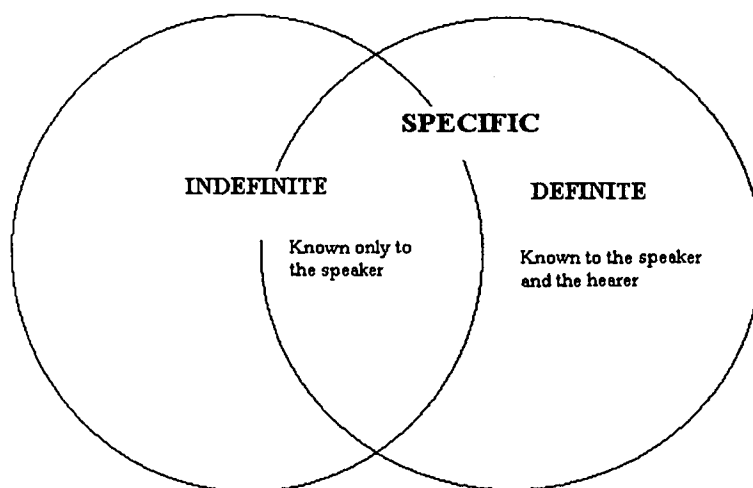 SPECIFIC
INDEFINITE
DEFINITE
Known only to
the speaker
Known to the speaker
and the hearer